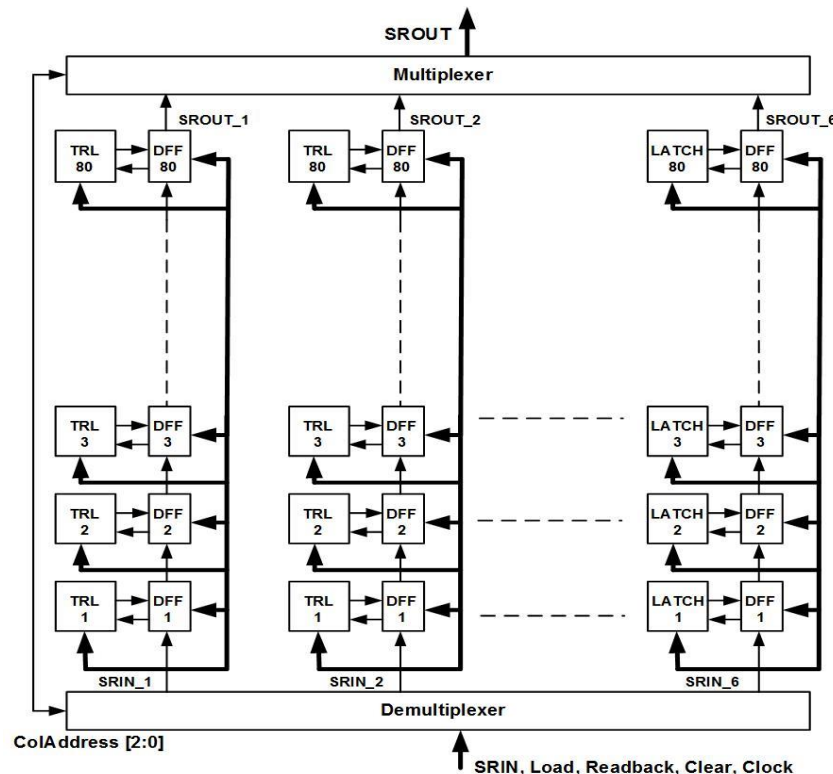 SROUT
Multiplexer
SROUT_1 SROUT_2 SROUT_6
TRL 80 DFF 80 TRL 80 DFF 80 LATCH 80 DFF 80
TRL 3 DFF 3 TRL 3 DFF 3 LATCH 3 DFF 3
TRL 2 DFF 2 TRL 2 DFF 2 LATCH 2 DFF 2
TRL 1 DFF 1 TRL 1 DFF 1 LATCH 1 DFF 1
SRIN_1 SRIN_2 SRIN_6
Demultiplexer
ColAddress [2:0]
SRIN, Load, Readback, Clear, Clock